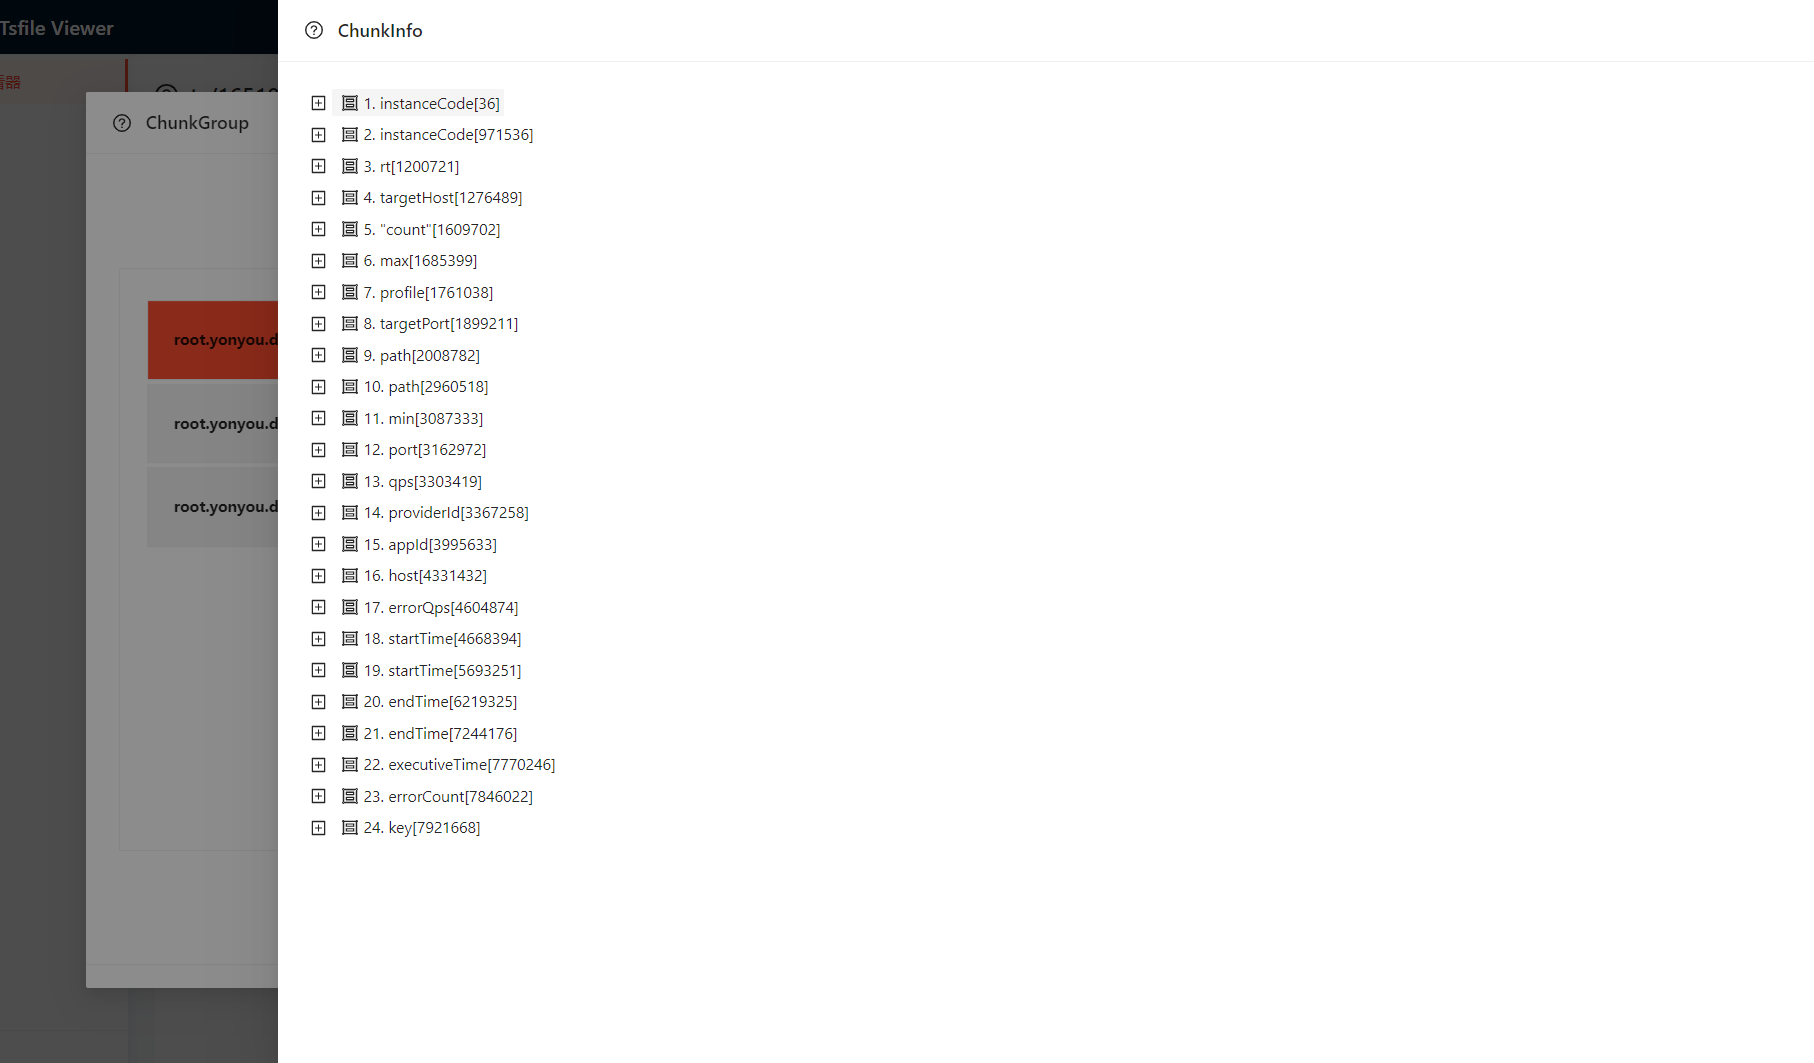 Tsfile Viewer
看器
ChunkGroup
root.yonyou.d
root.yonyou.d
root.yonyou.d
ChunkInfo
1. instanceCode[36]
2. instanceCode[971536]
3. rt[1200721]
4. targetHost[1276489]
5. "count"[1609702]
6. max[1685399]
7. profile[1761038]
8. targetPort[1899211]
9. path[2008782]
10. path[2960518]
11. min[3087333]
12. port[3162972]
13. qps[3303419]
14. providerId[3367258]
15. appId[3995633]
16. host[4331432]
17. errorQps[4604874]
18. startTime[4668394]
19. startTime[5693251]
20. endTime[6219325]
21. endTime[7244176]
22. executiveTime[7770246]
23. errorCount[7846022]
24. key[7921668]